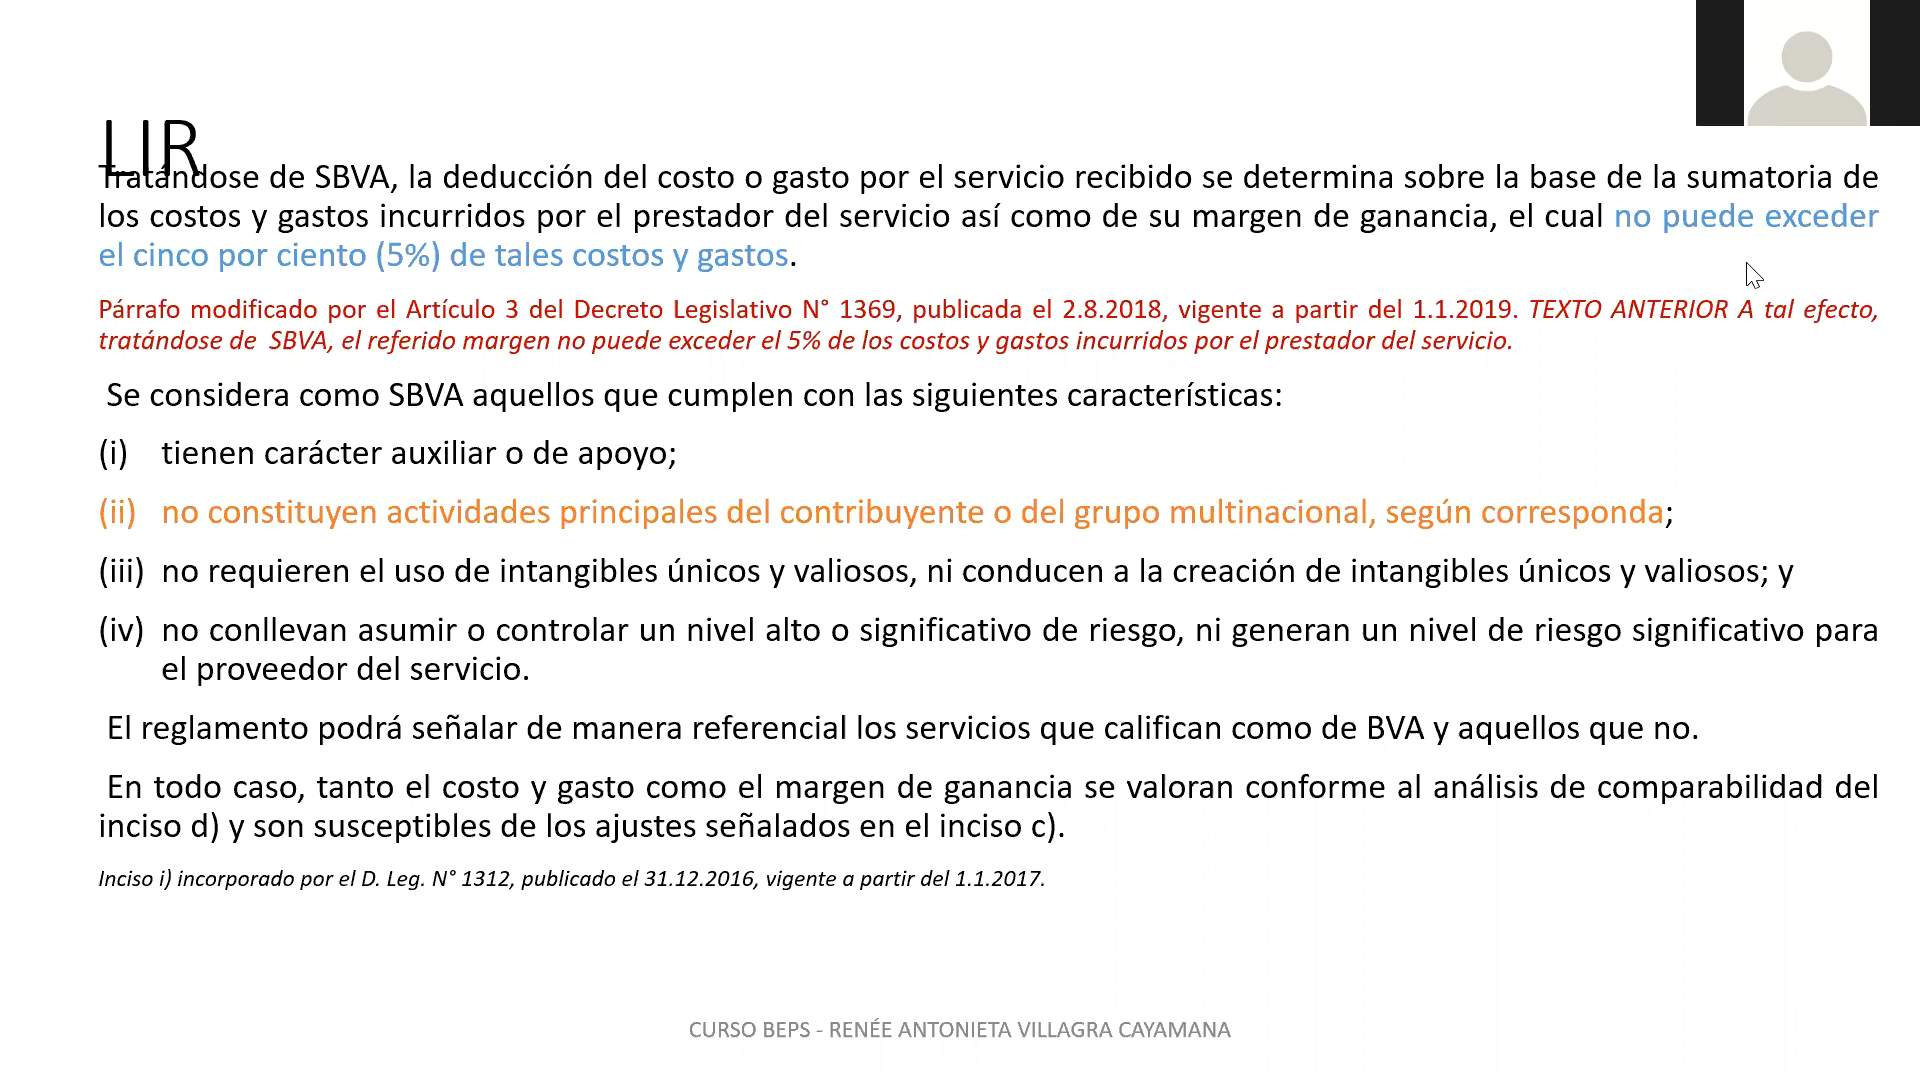 LIR
Tratándose de SBVA, la deducción del costo o gasto por el servicio recibido se determina sobre la base de la sumatoria de
los costos y gastos incurridos por el prestador del servicio así como de su margen de ganancia, el cual no puede exceder
el cinco por ciento (5%) de tales costos y gastos.
Párrafo modificado por el Artículo 3 del Decreto Legislativo N° 1369, publicada el 2.8.2018, vigente a partir del 1.1.2019. TEXTO ANTERIOR A tal efecto,
tratándose de SBVA, el referido margen no puede exceder el 5% de los costos y gastos incurridos por el prestador del servicio.
Se considera como SBVA aquellos que cumplen con las siguientes características:
(i) tienen carácter auxiliar o de apoyo;
(ii) no constituyen actividades principales del contribuyente o del grupo multinacional, según corresponda;
(iii) no requieren el uso de intangibles únicos y valiosos, ni conducen a la creación de intangibles únicos y valiosos; y
(iv) no conllevan asumir o controlar un nivel alto o significativo de riesgo, ni generan un nivel de riesgo significativo para
el proveedor del servicio.
El reglamento podrá señalar de manera referencial los servicios que califican como de BVA y aquellos que no.
En todo caso, tanto el costo y gasto como el margen de ganancia se valoran conforme al análisis de comparabilidad del
inciso d) y son susceptibles de los ajustes señalados en el inciso c).
Inciso i) incorporado por el D. Leg. N° 1312, publicado el 31.12.2016, vigente a partir del 1.1.2017.
CURSO BEPS - RENÉE ANTONIETA VILLAGRA CAYAMANA